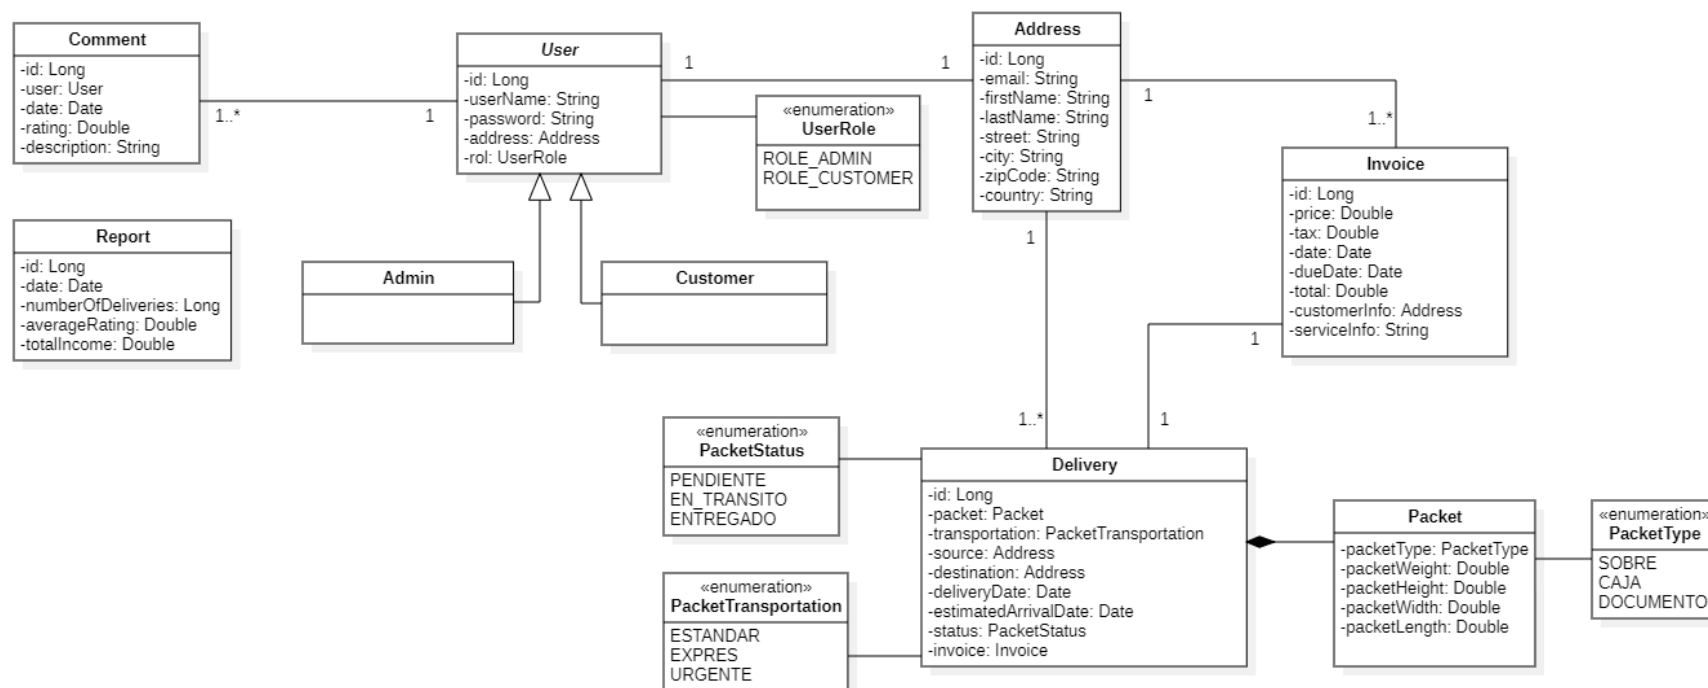 Comment
-id: Long
-user: User
-date: Date
-rating: Double
-description: String
1..*
1
User
-id: Long
-userName: String
-password: String
-address: Address
-rol: UserRole
1
1
«enumeration»
UserRole
ROLE_ADMIN
ROLE_CUSTOMER
Address
-id: Long
-email: String
-firstName: String
-lastName: String
-street: String
-city: String
-zipCode: String
-country: String
1
1..*
Invoice
-id: Long
-price: Double
-tax: Double
-date: Date
-dueDate: Date
-total: Double
-customerInfo: Address
-serviceInfo: String
Report
-id: Long
-date: Date
-numberOfDeliveries: Long
-averageRating: Double
-totalIncome: Double
Admin
Customer
1
1..*
1
1
«enumeration»
PacketStatus
PENDIENTE
EN_TRANSITO
ENTREGADO
«enumeration»
PacketTransportation
ESTANDAR
EXPRES
URGENTE
Delivery
-id: Long
-packet: Packet
-transportation: PacketTransportation
-source: Address
-destination: Address
-deliveryDate: Date
-estimatedArrivalDate: Date
-status: PacketStatus
-invoice: Invoice
Packet
-packetType: PacketType
-packetWeight: Double
-packetHeight: Double
-packetWidth: Double
-packetLength: Double
«enumeration»
PacketType
SOBRE
CAJA
DOCUMENTO